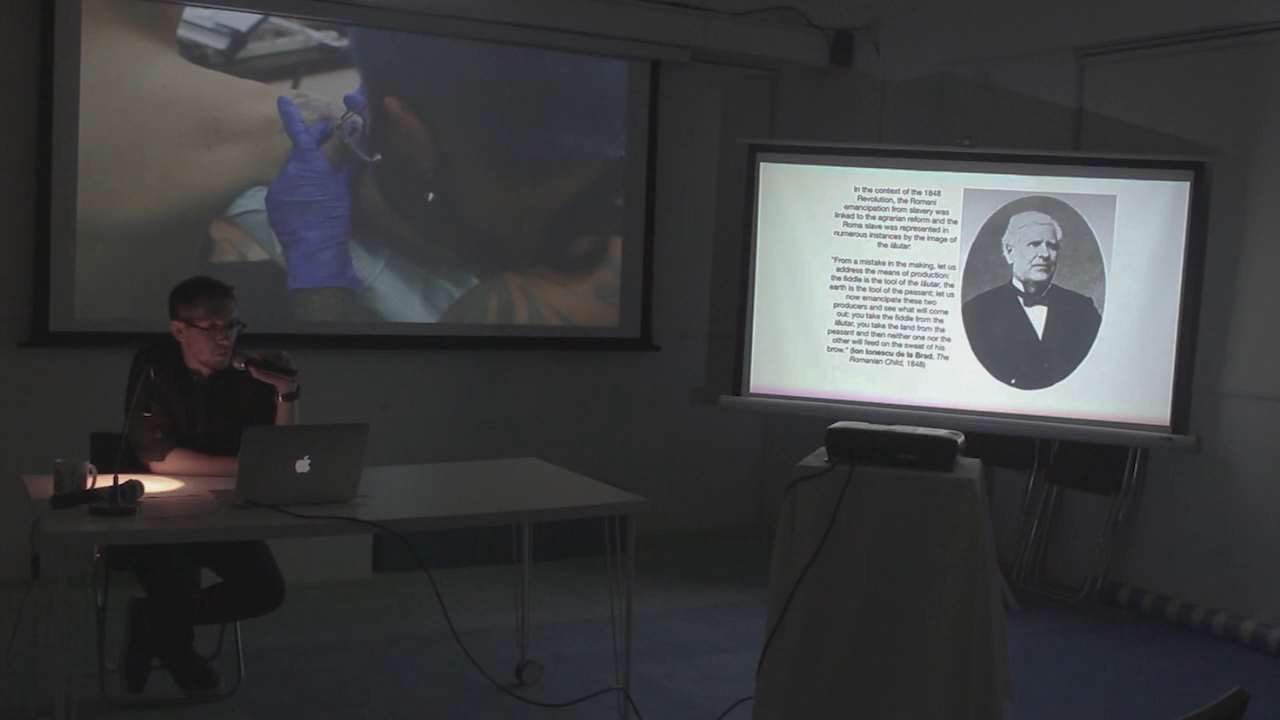 In the context of the 1848
Revolution, the Romani
emancipation from slavery was
linked to the agrarian reform and the
Roma slave was represented in
numerous instances by the image of
the lăutar.
"From a mistake in the making, let us
address the means of production:
the fiddle is the tool of the lăutar, the
earth is the tool of the peasant; let us
now emancipate these two
producers and see what will come
out; you take the fiddle from the
lăutar, you take the land from the
peasant and then neither one nor the
other will feed on the sweat of his
brow." (Ion Ionescu de la Brad, The
Romanian Child, 1848)